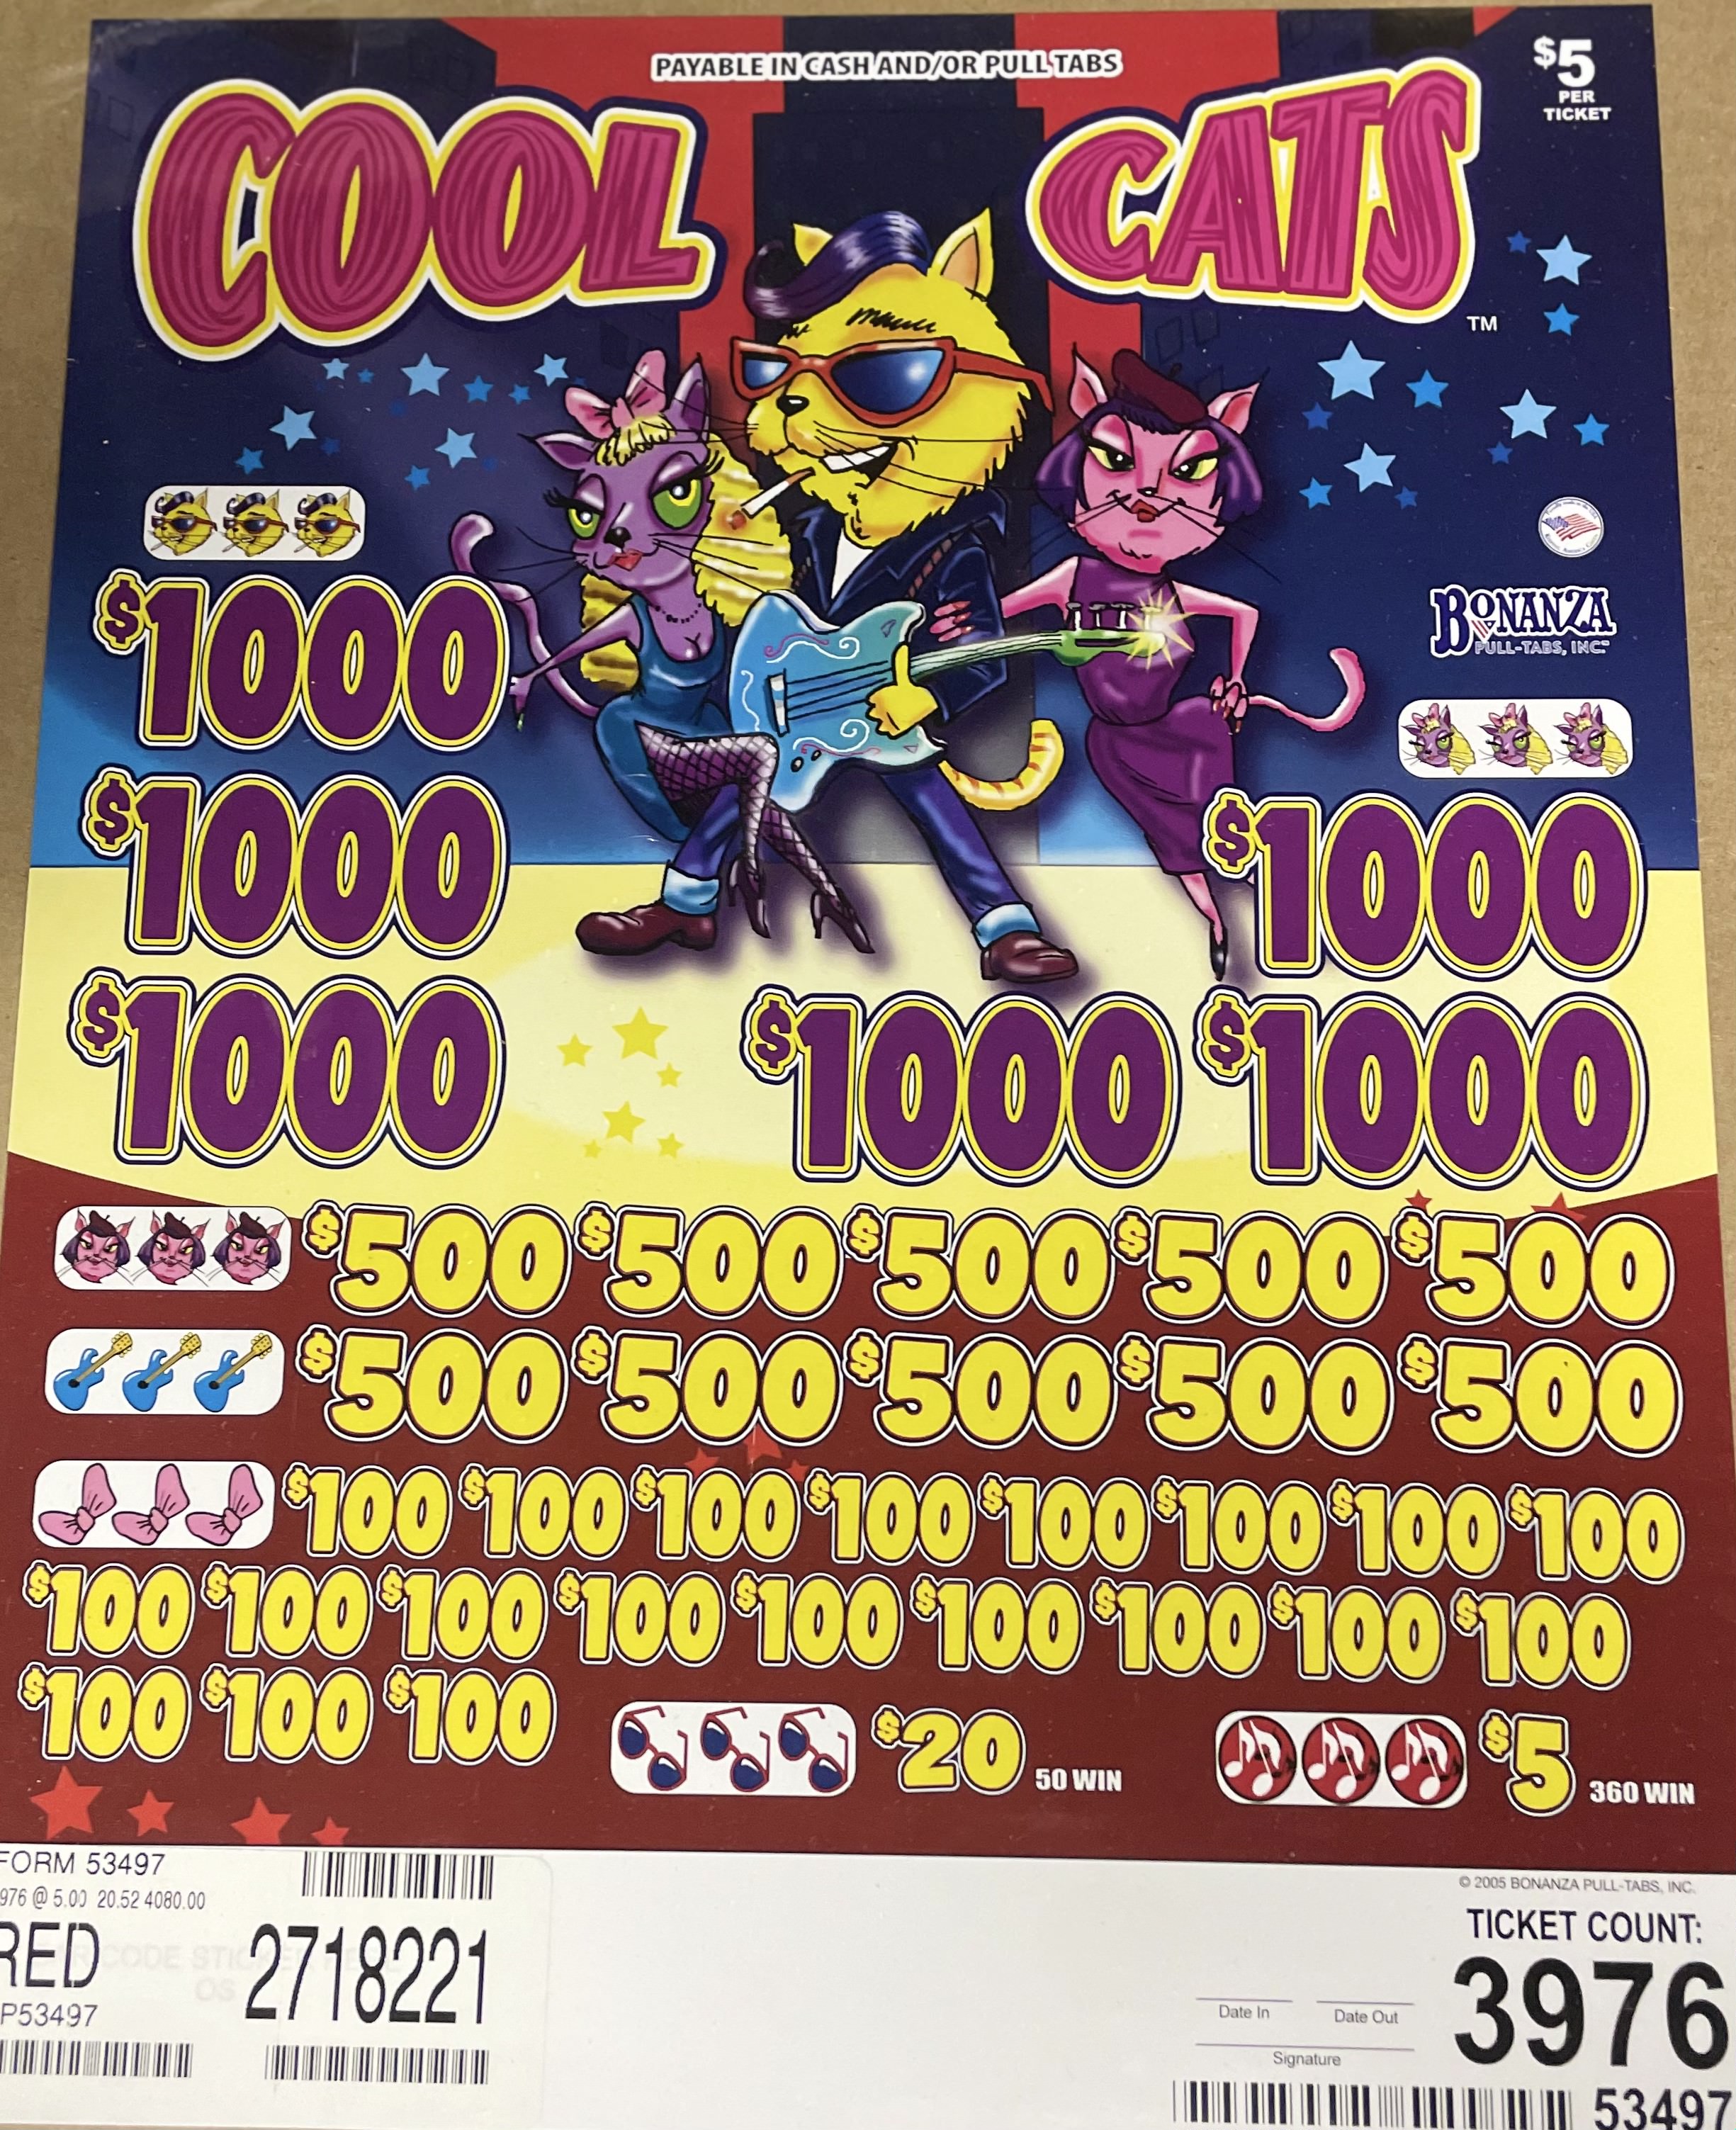 PAYABLE IN CASH AND/OR PULL TABS
$5
PER
TICKET
COOL CATS™
BONANZA
PULL-TABS, INC.
$1000
$1000 $1000
$1000 $1000 $1000
$500 $500 $500 $500 $500
$500 $500 $500 $500 $500
$100 $100 $100 $100 $100 $100 $100 $100
$100 $100 $100 $100 $100 $100 $100 $100 $100
$100 $100 $100
$20 50 WIN
$5 360 WIN
FORM 53497
976 @ 5.00 20.52 4080.00
RED
2718221
P53497
© 2005 BONANZA PULL-TABS, INC.
TICKET COUNT:
3976
Date In Date Out
Signature
53497